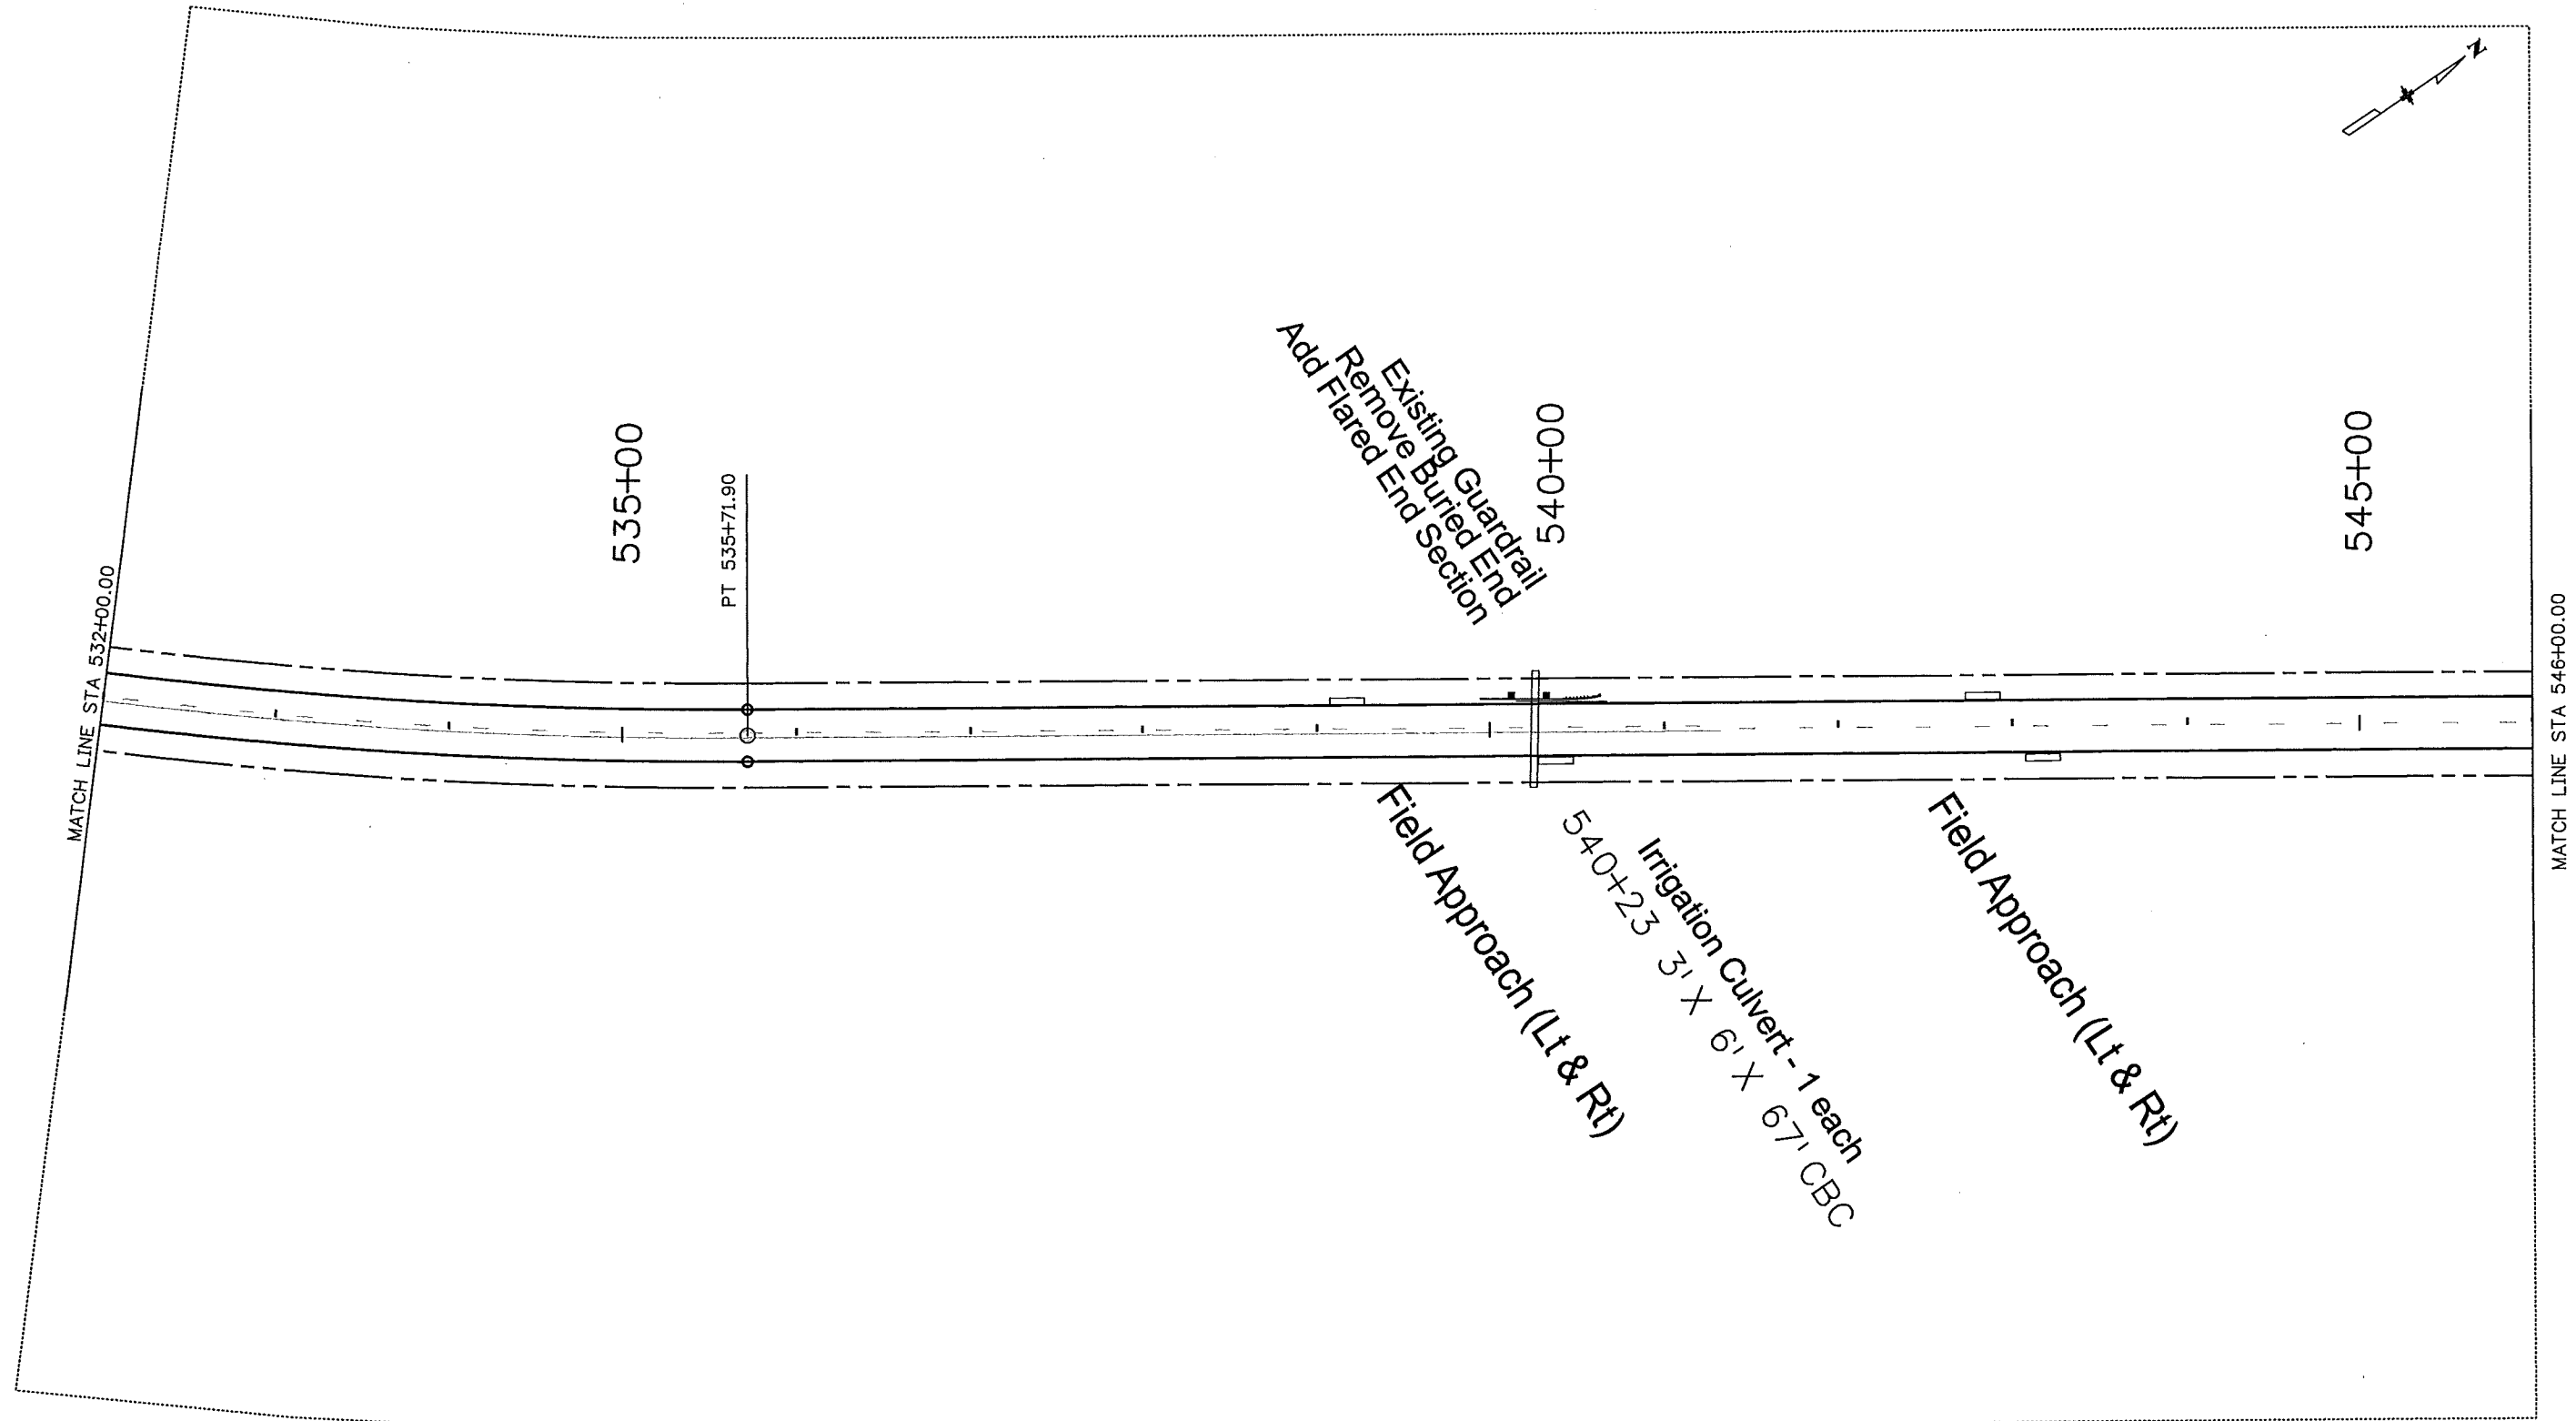 N
MATCH LINE STA 532+00.00
535+00
PT 535+71.90
Existing Guardrail
Remove Buried End
Add Flared End Section
540+00
545+00
MATCH LINE STA 546+00.00
Field Approach (Lt & Rt)
Irrigation Culvert - 1 each
540+23 3' X 6' X 67' CBC
Field Approach (Lt & Rt)